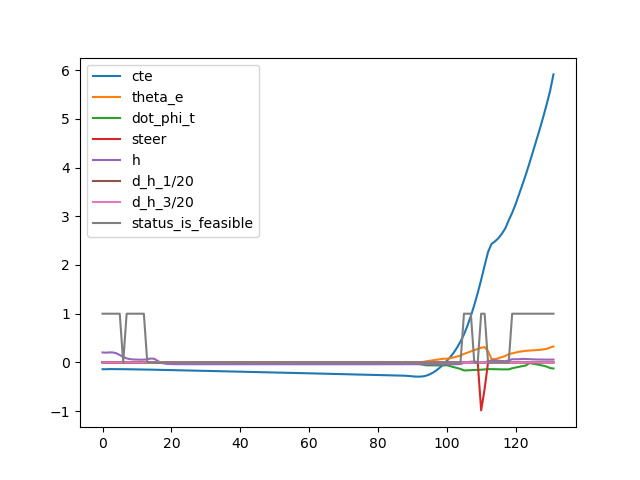 6
5
4
3
2
1
0
−1
cte
theta_e
dot_phi_t
steer
h
d_h_1/20
d_h_3/20
status_is_feasible
0 20 40 60 80 100 120